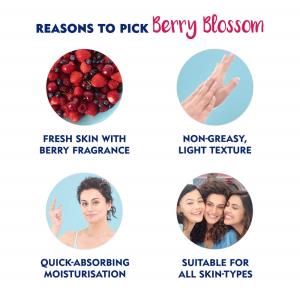 REASONS TO PICK Berry Blossom
FRESH SKIN WITH
BERRY FRAGRANCE
NON-GREASY,
LIGHT TEXTURE
QUICK-ABSORBING
MOISTURISATION
SUITABLE FOR
ALL SKIN-TYPES